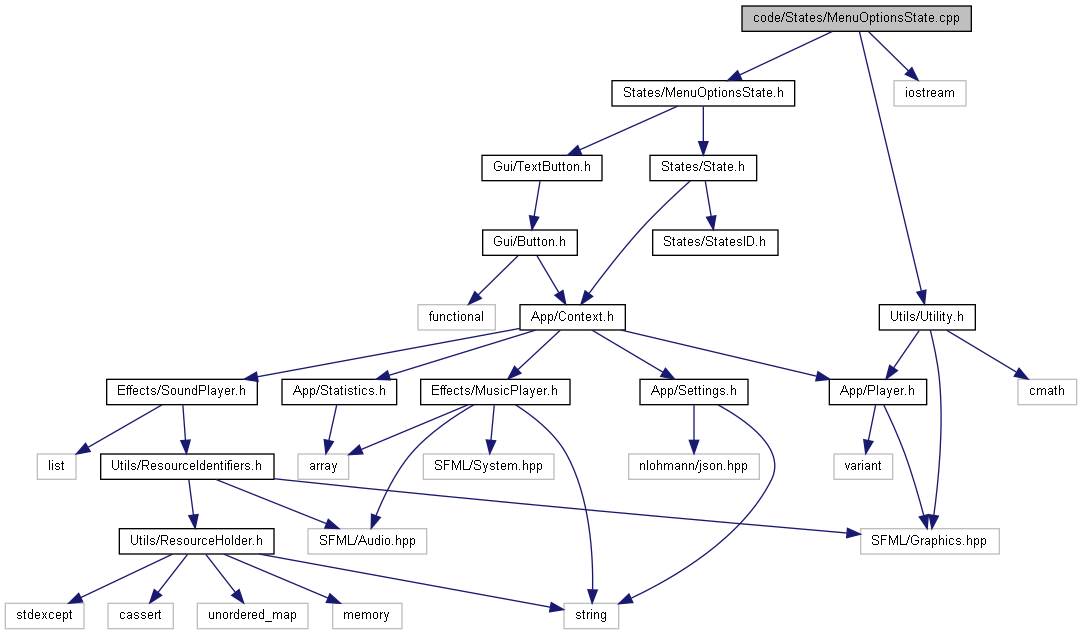 code/States/MenuOptionsState.cpp
States/MenuOptionsState.h
iostream
Gui/TextButton.h
States/State.h
Gui/Button.h
States/StatesID.h
functional
App/Context.h
Utils/Utility.h
Effects/SoundPlayer.h
App/Statistics.h
Effects/MusicPlayer.h
App/Settings.h
App/Player.h
cmath
list
Utils/ResourceIdentifiers.h
array
SFML/System.hpp
nlohmann/json.hpp
variant
Utils/ResourceHolder.h
SFML/Audio.hpp
SFML/Graphics.hpp
stdexcept
cassert
unordered_map
memory
string